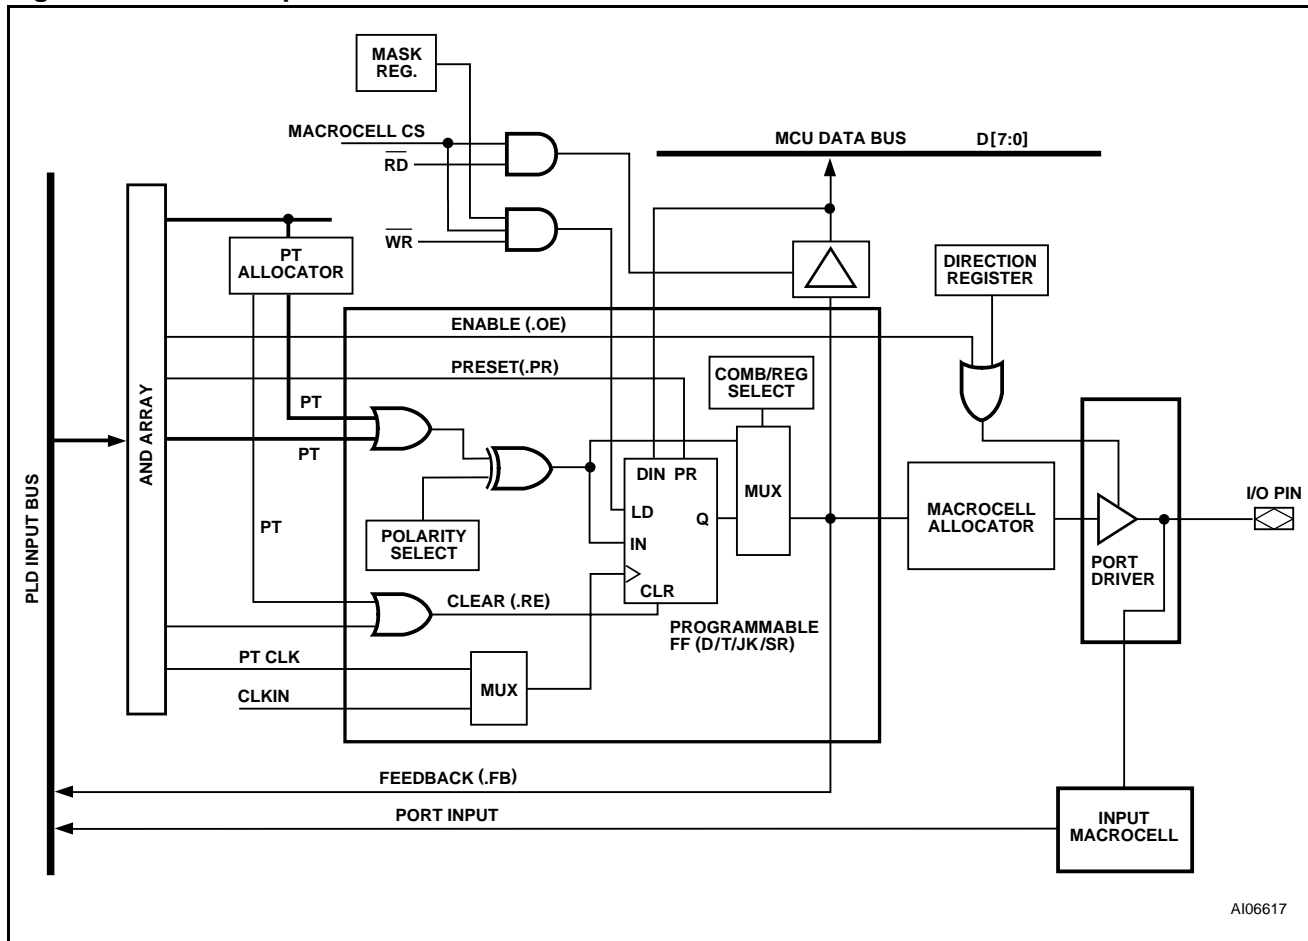 MASK
REG.
MACROCELL CS
RD
WR
MCU DATA BUS
D[7:0]
PT
ALLOCATOR
DIRECTION
REGISTER
ENABLE (.OE)
PRESET(.PR)
COMB/REG
SELECT
PT
PT
AND ARRAY
PLD INPUT BUS
DIN PR
LD
Q
IN
CLR
MUX
MACROCELL
ALLOCATOR
I/O PIN
PORT
DRIVER
POLARITY
SELECT
PT
CLEAR (.RE)
PROGRAMMABLE
FF (D/T/JK/SR)
PT CLK
MUX
CLKIN
FEEDBACK (.FB)
PORT INPUT
INPUT
MACROCELL
AI06617